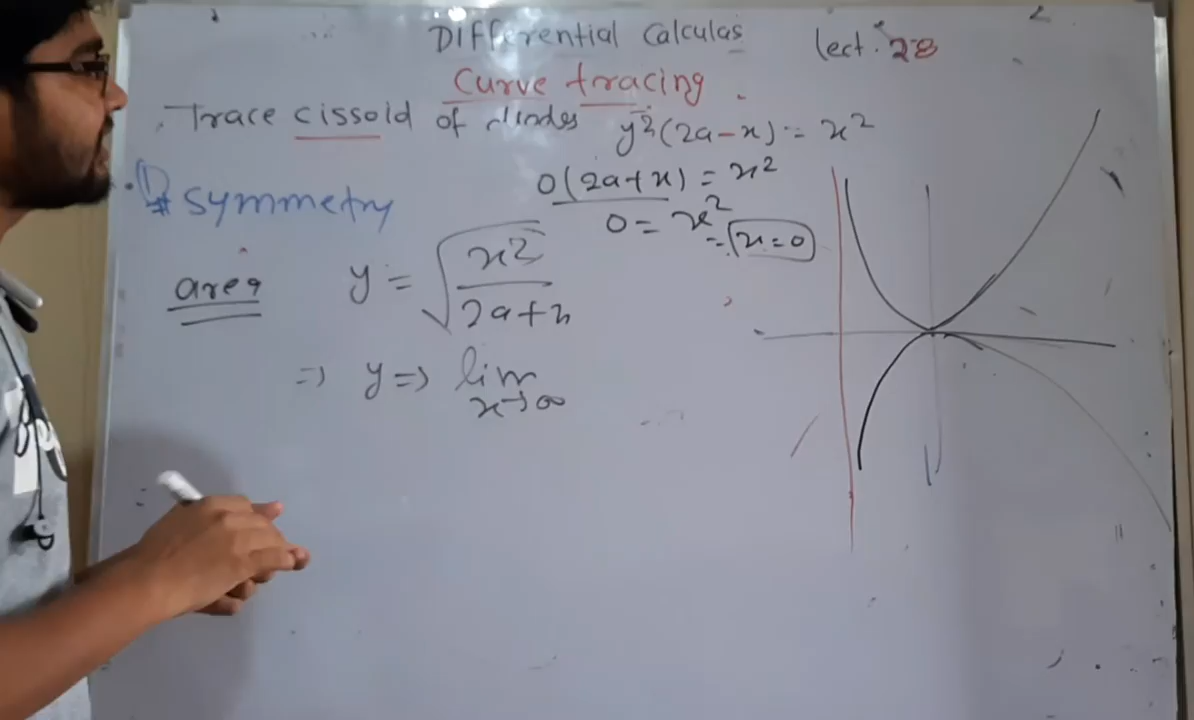 Differential Calculas lect. 28
Curve tracing
Trace cissoid of y²(2a-x) = x²
① # symmetry
0(2a+x) = x²
0 = x²
= x=0
area y = √(x²/(2a+x))
⇒ y ⇒ lim x→∞